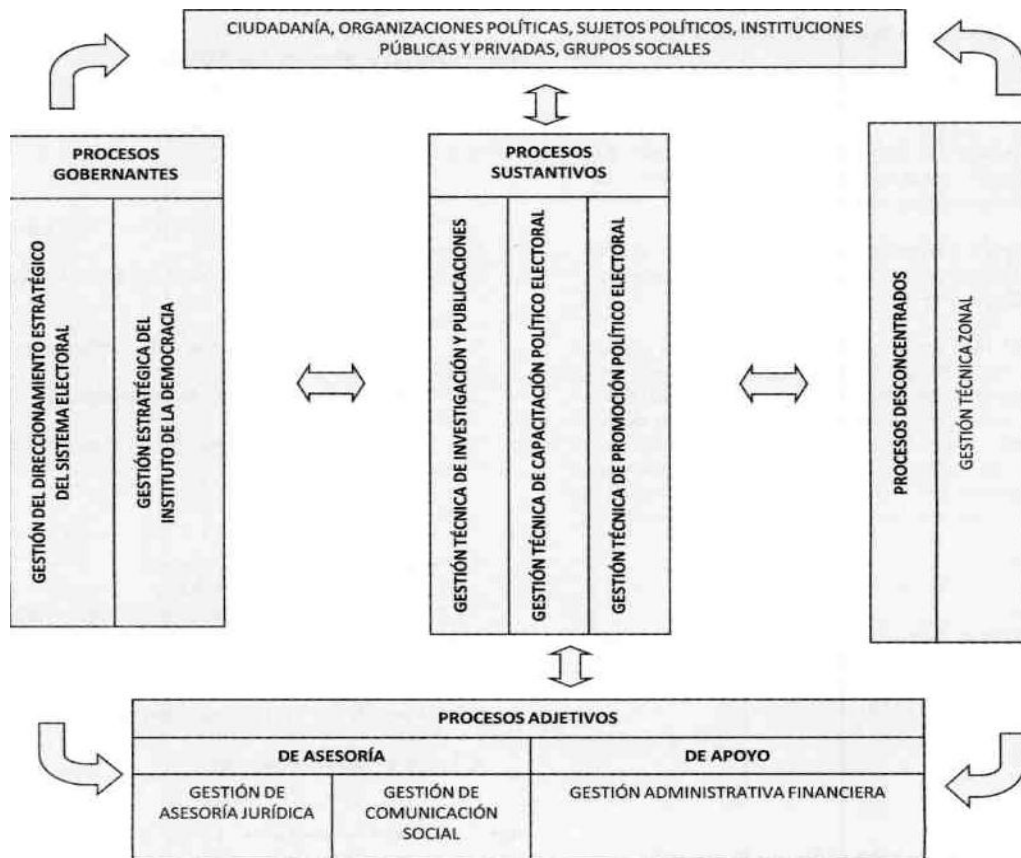 CIUDADANÍA, ORGANIZACIONES POLÍTICAS, SUJETOS POLÍTICOS, INSTITUCIONES
PÚBLICAS Y PRIVADAS, GRUPOS SOCIALES
PROCESOS
GOBERNANTES
GESTIÓN DEL DIRECCIONAMIENTO ESTRATÉGICO
DEL SISTEMA ELECTORAL
GESTIÓN ESTRATÉGICA DEL
INSTITUTO DE LA DEMOCRACIA
PROCESOS
SUSTANTIVOS
GESTIÓN TÉCNICA DE INVESTIGACIÓN Y PUBLICACIONES
GESTIÓN TÉCNICA DE CAPACITACIÓN POLÍTICO ELECTORAL
GESTIÓN TÉCNICA DE PROMOCIÓN POLÍTICO ELECTORAL
PROCESOS DESCONCENTRADOS
GESTIÓN TÉCNICA ZONAL
PROCESOS ADJETIVOS
DE ASESORÍA
DE APOYO
GESTIÓN DE
ASESORÍA JURÍDICA
GESTIÓN DE
COMUNICACIÓN
SOCIAL
GESTIÓN ADMINISTRATIVA FINANCIERA